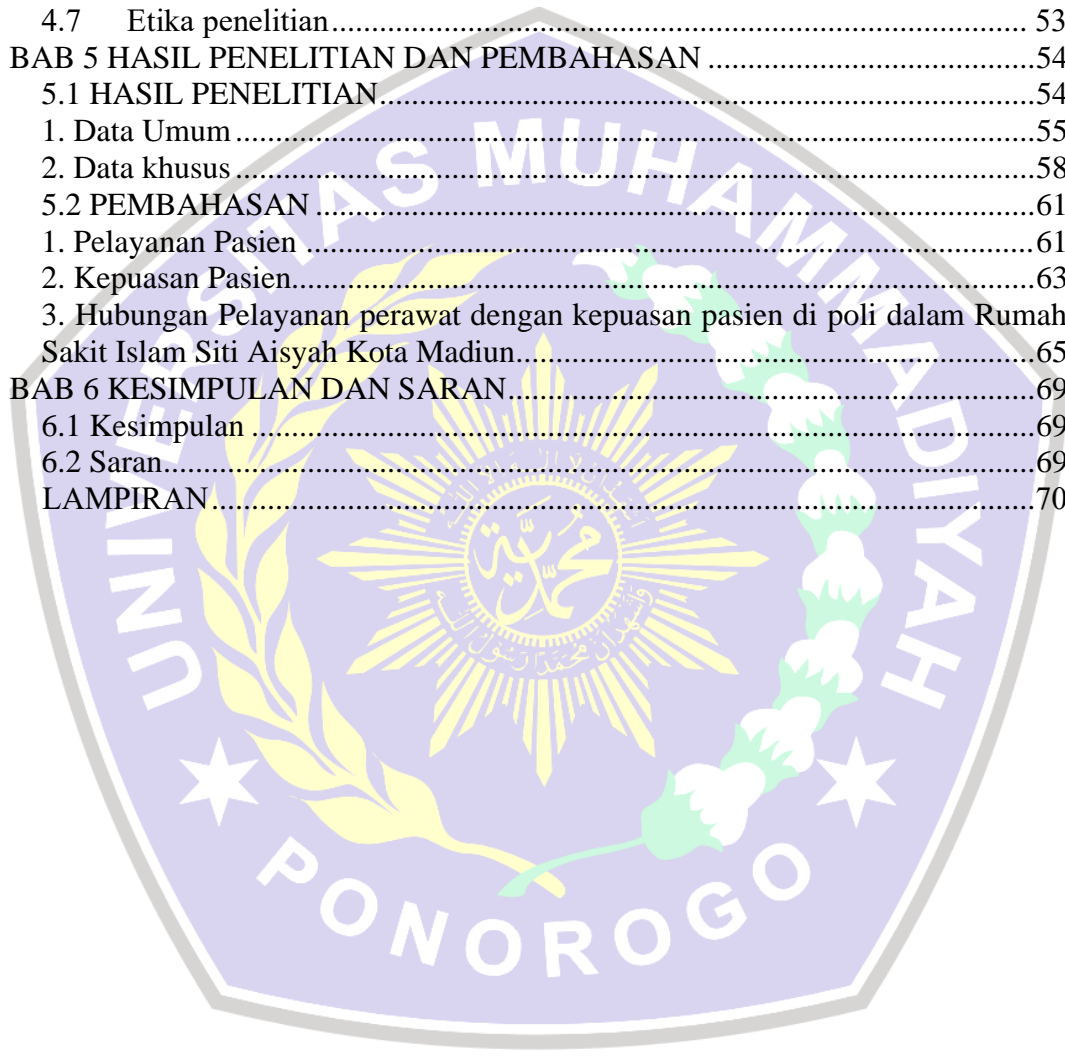 4.7 Etika penelitian.......................................................................................... 53
BAB 5 HASIL PENELITIAN DAN PEMBAHASAN ..........................................54
5.1 HASIL PENELITIAN....................................................................................54
1. Data Umum .....................................................................................................55
2. Data khusus .....................................................................................................58
5.2 PEMBAHASAN ............................................................................................61
1. Pelayanan Pasien .............................................................................................61
2. Kepuasan Pasien...............................................................................................63
3. Hubungan Pelayanan perawat dengan kepuasan pasien di poli dalam Rumah
Sakit Islam Siti Aisyah Kota Madiun..................................................................65
BAB 6 KESIMPULAN DAN SARAN...................................................................69
6.1 Kesimpulan ....................................................................................................69
6.2 Saran...............................................................................................................69
LAMPIRAN.........................................................................................................70
UNIVERSITAS MUHAMMADIYAH
PONOROGO
محمد